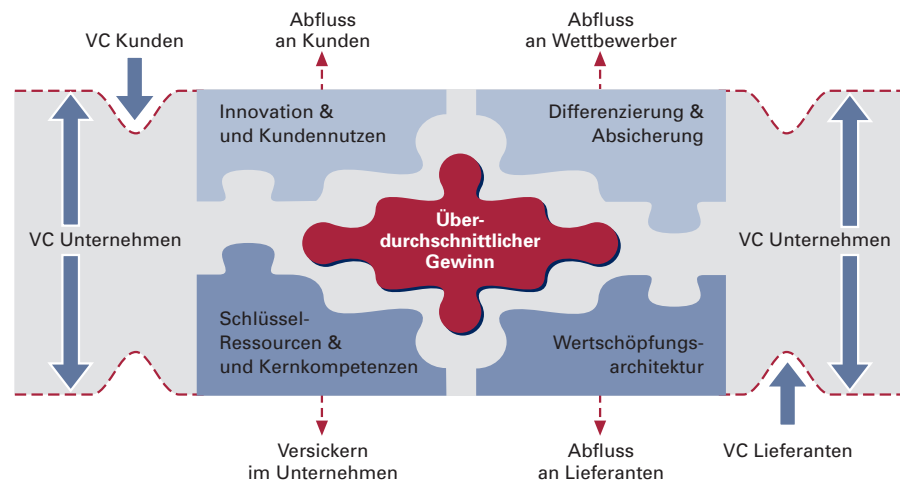 Abfluss
an Kunden
Abfluss
an Wettbewerber
VC Kunden
Innovation &
und Kundennutzen
Differenzierung &
Absicherung
Über-
durchschnittlicher
Gewinn
VC Unternehmen
VC Unternehmen
Schlüssel-
Ressourcen &
und Kernkompetenzen
Wertschöpfungs-
architektur
Versickern
im Unternehmen
Abfluss
an Lieferanten
VC Lieferanten